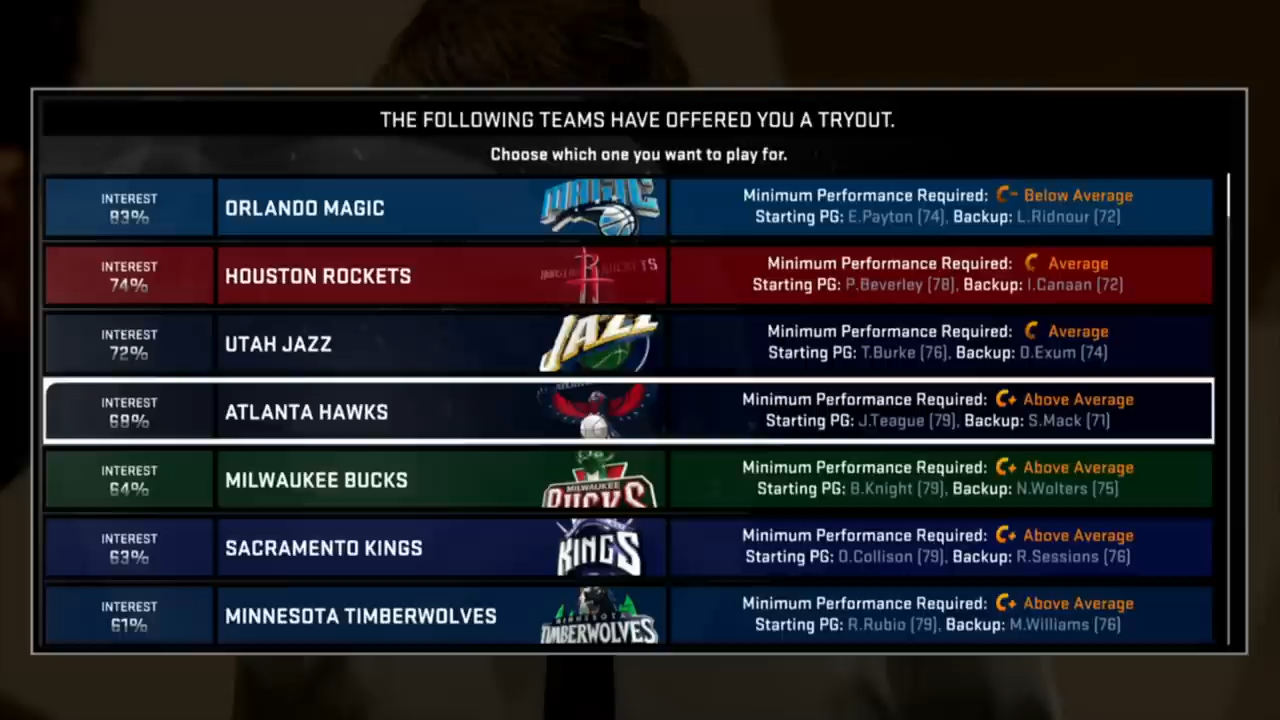 THE FOLLOWING TEAMS HAVE OFFERED YOU A TRYOUT.
Choose which one you want to play for.
INTEREST
83%
ORLANDO MAGIC
MAGIC
Minimum Performance Required: C- Below Average
Starting PG: E.Payton (74), Backup: L.Ridnour (72)
INTEREST
74%
HOUSTON ROCKETS
Minimum Performance Required: C Average
Starting PG: P.Beverley (78), Backup: I.Canaan (72)
INTEREST
72%
UTAH JAZZ
JAZZ
Minimum Performance Required: C Average
Starting PG: T.Burke (76), Backup: D.Exum (74)
INTEREST
68%
ATLANTA HAWKS
Minimum Performance Required: C+ Above Average
Starting PG: J.Teague (79), Backup: S.Mack (71)
INTEREST
64%
MILWAUKEE BUCKS
MILWAUKEE
BUCKS
Minimum Performance Required: C+ Above Average
Starting PG: B.Knight (79), Backup: N.Wolters (75)
INTEREST
63%
SACRAMENTO KINGS
KINGS
Minimum Performance Required: C+ Above Average
Starting PG: D.Collison (79), Backup: R.Sessions (76)
INTEREST
61%
MINNESOTA TIMBERWOLVES
MINNESOTA
TIMBERWOLVES
Minimum Performance Required: C+ Above Average
Starting PG: R.Rubio (79), Backup: M.Williams (76)